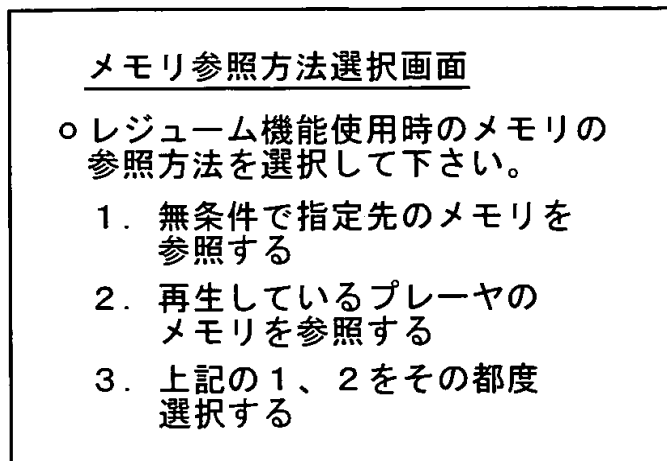 メモリ参照方法選択画面
○レジューム機能使用時のメモリの
参照方法を選択して下さい。
1．無条件で指定先のメモリを
参照する
2．再生しているプレーヤの
メモリを参照する
3．上記の1、2をその都度
選択する